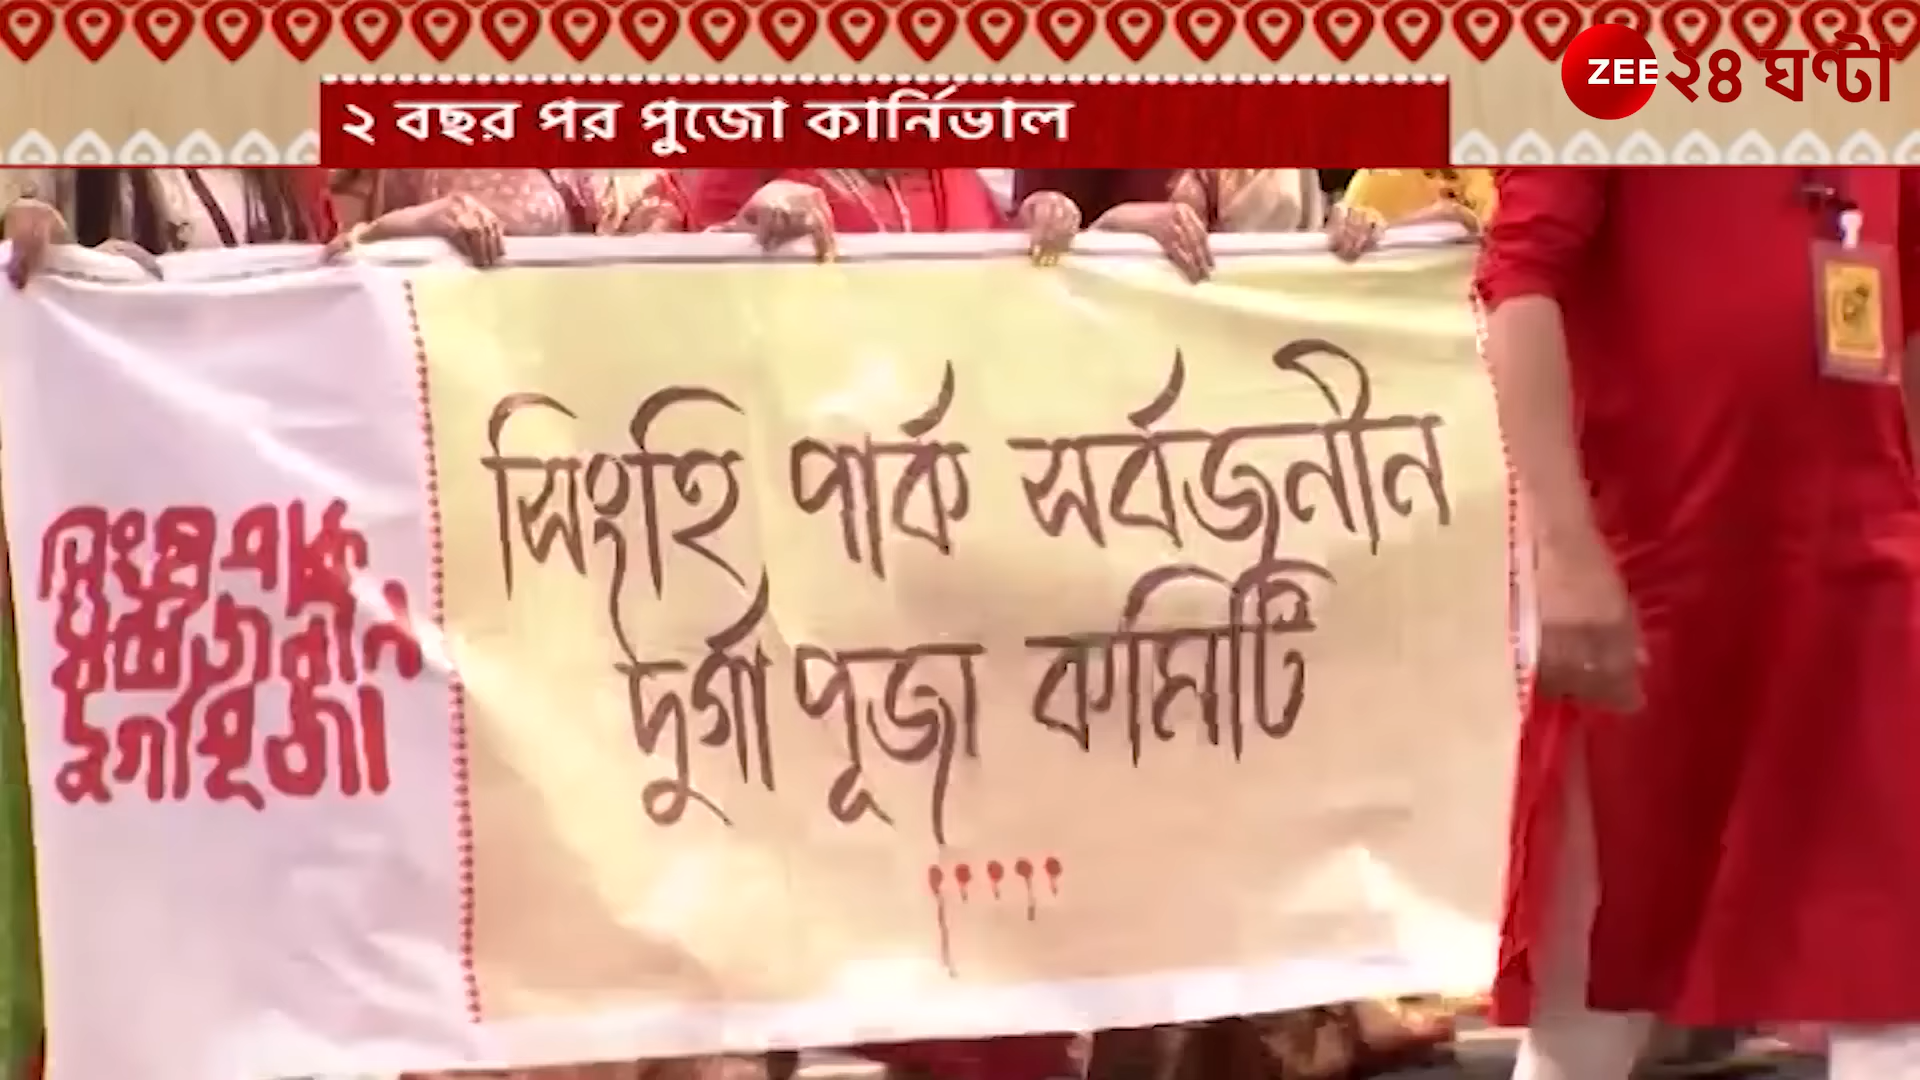 ZEE ২৪ ঘণ্টা
২ বছর পর পুজো কার্নিভাল
সিংহি পার্ক সর্বজনীন
দুর্গা পূজা কমিটি